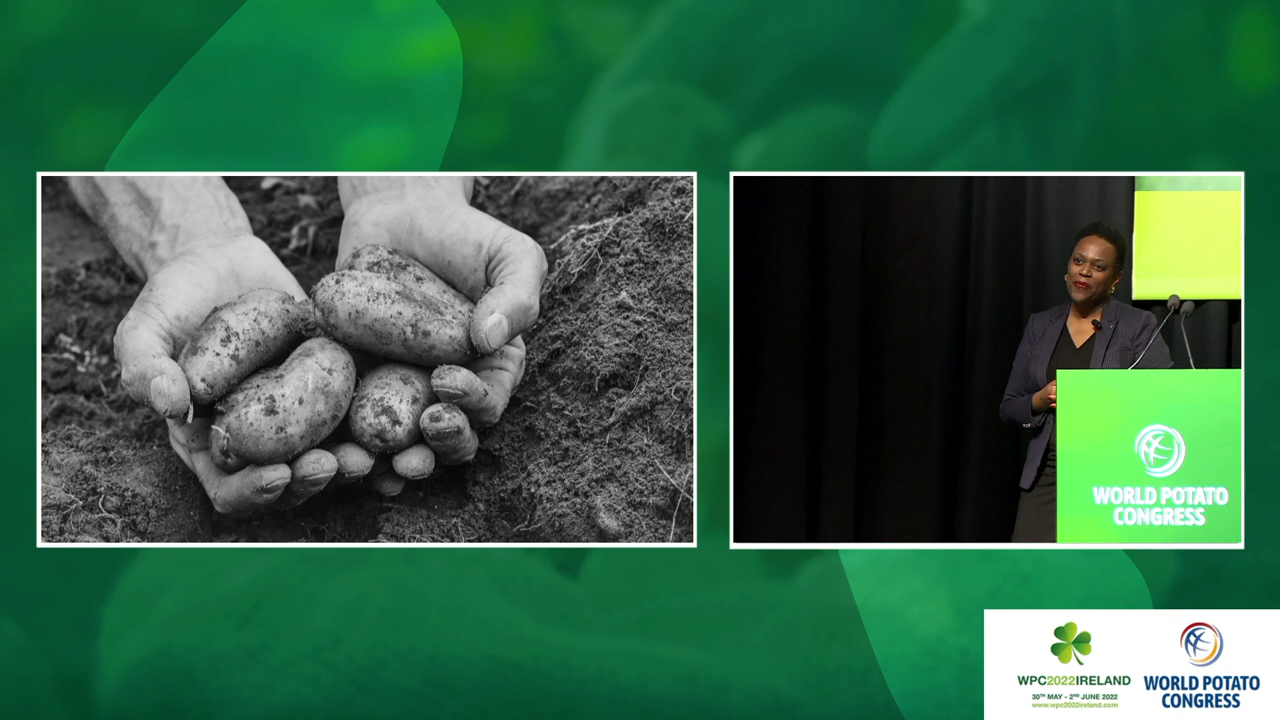 WORLD POTATO
CONGRESS
WPC2022IRELAND
30TH MAY - 2ND JUNE 2022
www.wpc2022ireland.com
WORLD POTATO
CONGRESS